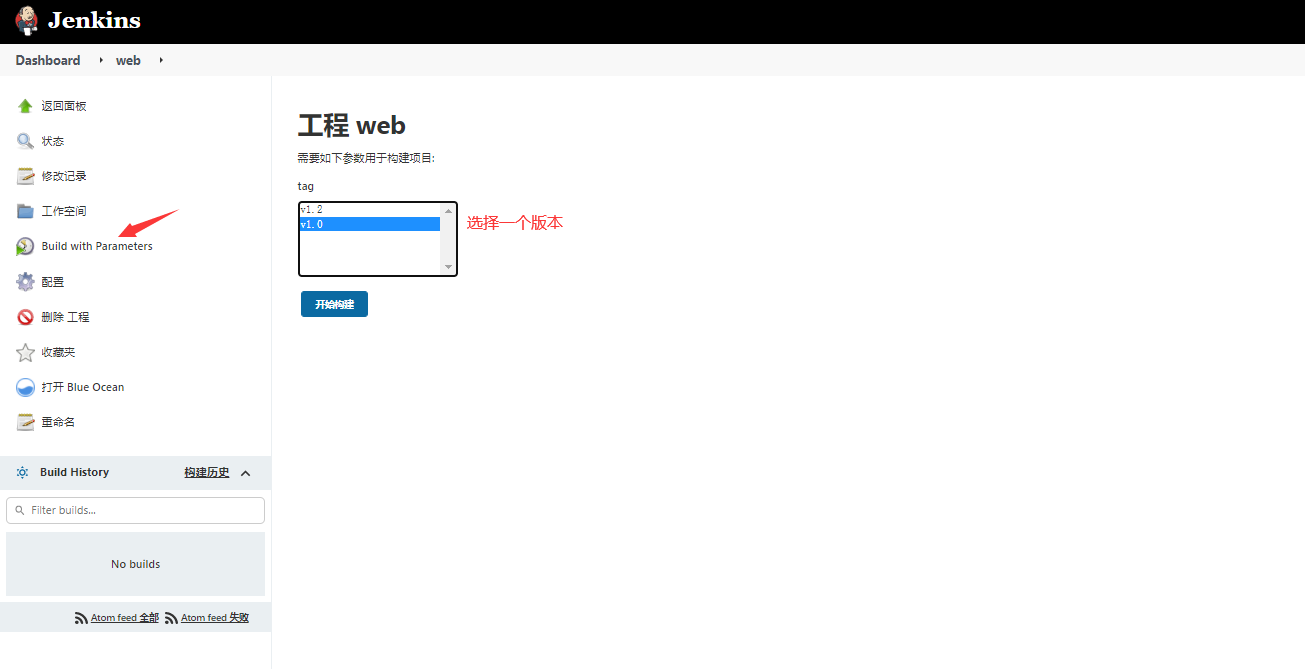 Jenkins
Dashboard
web
返回面板
状态
修改记录
工作空间
Build with Parameters
配置
删除 工程
收藏夹
打开 Blue Ocean
重命名
Build History
构建历史
Filter builds...
No builds
Atom feed 全部
Atom feed 失败
工程 web
需要如下参数用于构建项目:
tag
v1.2
v1.0
选择一个版本
开始构建